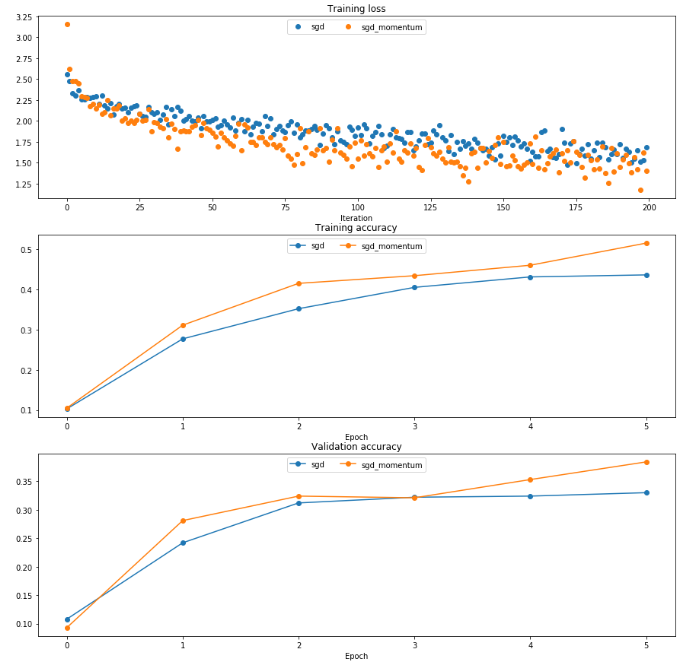 Training loss
sgd sgd_momentum
3.25
3.00
2.75
2.50
2.25
2.00
1.75
1.50
1.25
0 25 50 75 100 125 150 175 200
Iteration
Training accuracy
sgd sgd_momentum
0.5
0.4
0.3
0.2
0.1
0 1 2 3 4 5
Epoch
Validation accuracy
sgd sgd_momentum
0.35
0.30
0.25
0.20
0.15
0.10
0 1 2 3 4 5
Epoch